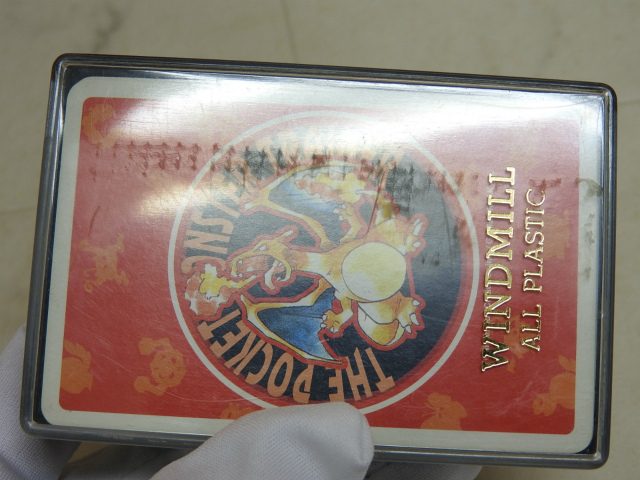 THE POCKET
WINDMILL
ALL PLASTIC